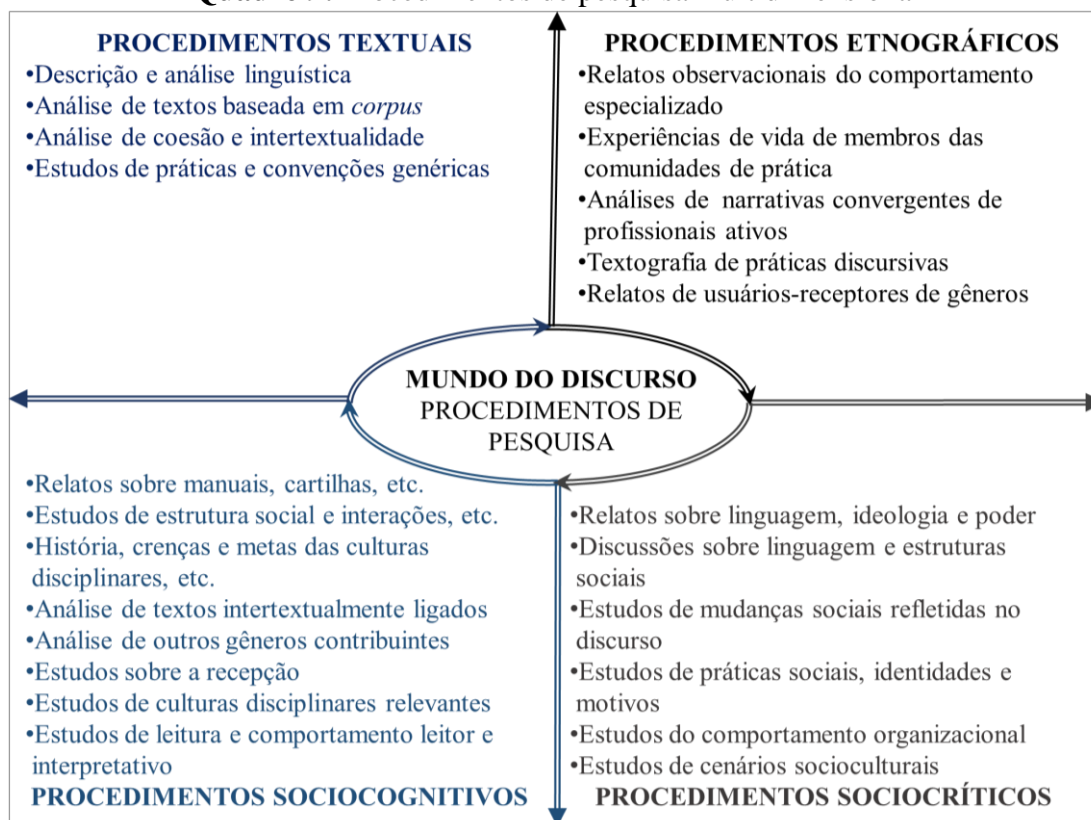 PROCEDIMENTOS TEXTUAIS
•Descrição e análise linguística
•Análise de textos baseada em corpus
•Análise de coesão e intertextualidade
•Estudos de práticas e convenções genéricas
PROCEDIMENTOS ETNOGRÁFICOS
•Relatos observacionais do comportamento
especializado
•Experiências de vida de membros das
comunidades de prática
•Análises de narrativas convergentes de
profissionais ativos
•Textografia de práticas discursivas
•Relatos de usuários-receptores de gêneros
MUNDO DO DISCURSO
PROCEDIMENTOS DE
PESQUISA
•Relatos sobre manuais, cartilhas, etc.
•Estudos de estrutura social e interações, etc.
•História, crenças e metas das culturas
disciplinares, etc.
•Análise de textos intertextualmente ligados
•Análise de outros gêneros contribuintes
•Estudos sobre a recepção
•Estudos de culturas disciplinares relevantes
•Estudos de leitura e comportamento leitor e
interpretativo
PROCEDIMENTOS SOCIOCOGNITIVOS
•Relatos sobre linguagem, ideologia e poder
•Discussões sobre linguagem e estruturas
sociais
•Estudos de mudanças sociais refletidas no
discurso
•Estudos de práticas sociais, identidades e
motivos
•Estudos do comportamento organizacional
•Estudos de cenários socioculturais
PROCEDIMENTOS SOCIOCRÍTICOS